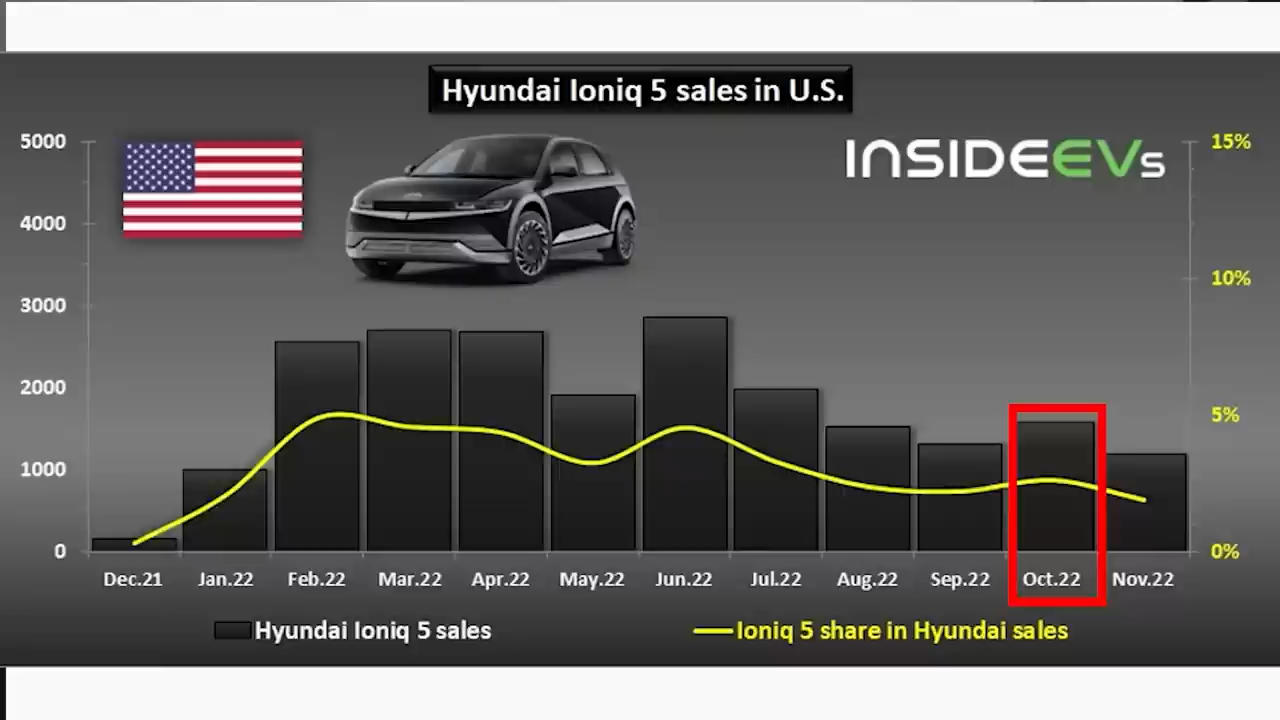 Hyundai Ioniq 5 sales in U.S.
INSIDEEVs
5000
4000
3000
2000
1000
0
15%
10%
5%
0%
Dec.21 Jan.22 Feb.22 Mar.22 Apr.22 May.22 Jun.22 Jul.22 Aug.22 Sep.22 Oct.22 Nov.22
Hyundai Ioniq 5 sales
Ioniq 5 share in Hyundai sales